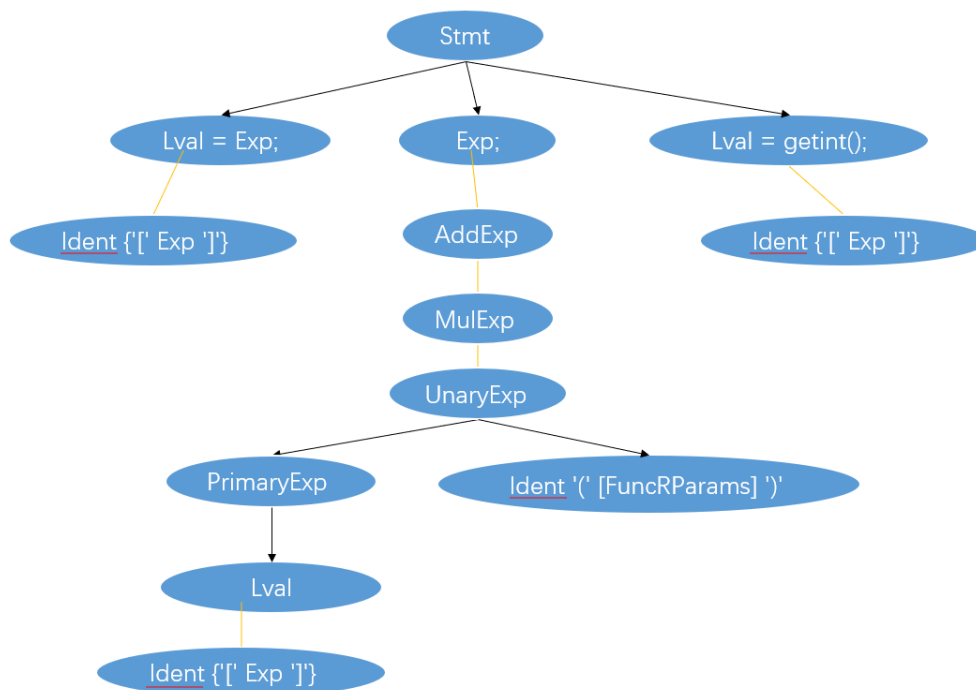 Stmt
Lval = Exp;
Exp;
Lval = getint();
Ident {'[' Exp ']'}
AddExp
Ident {'[' Exp ']'}
MulExp
UnaryExp
PrimaryExp
Ident '(' [FuncRParams] ')'
Lval
Ident {'[' Exp ']'}